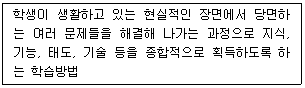 학생이 생활하고 있는 현실적인 장면에서 당면하
는 여러 문제들을 해결해 나가는 과정으로 지식,
기능, 태도, 기술 등을 종합적으로 획득하도록 하
는 학습방법